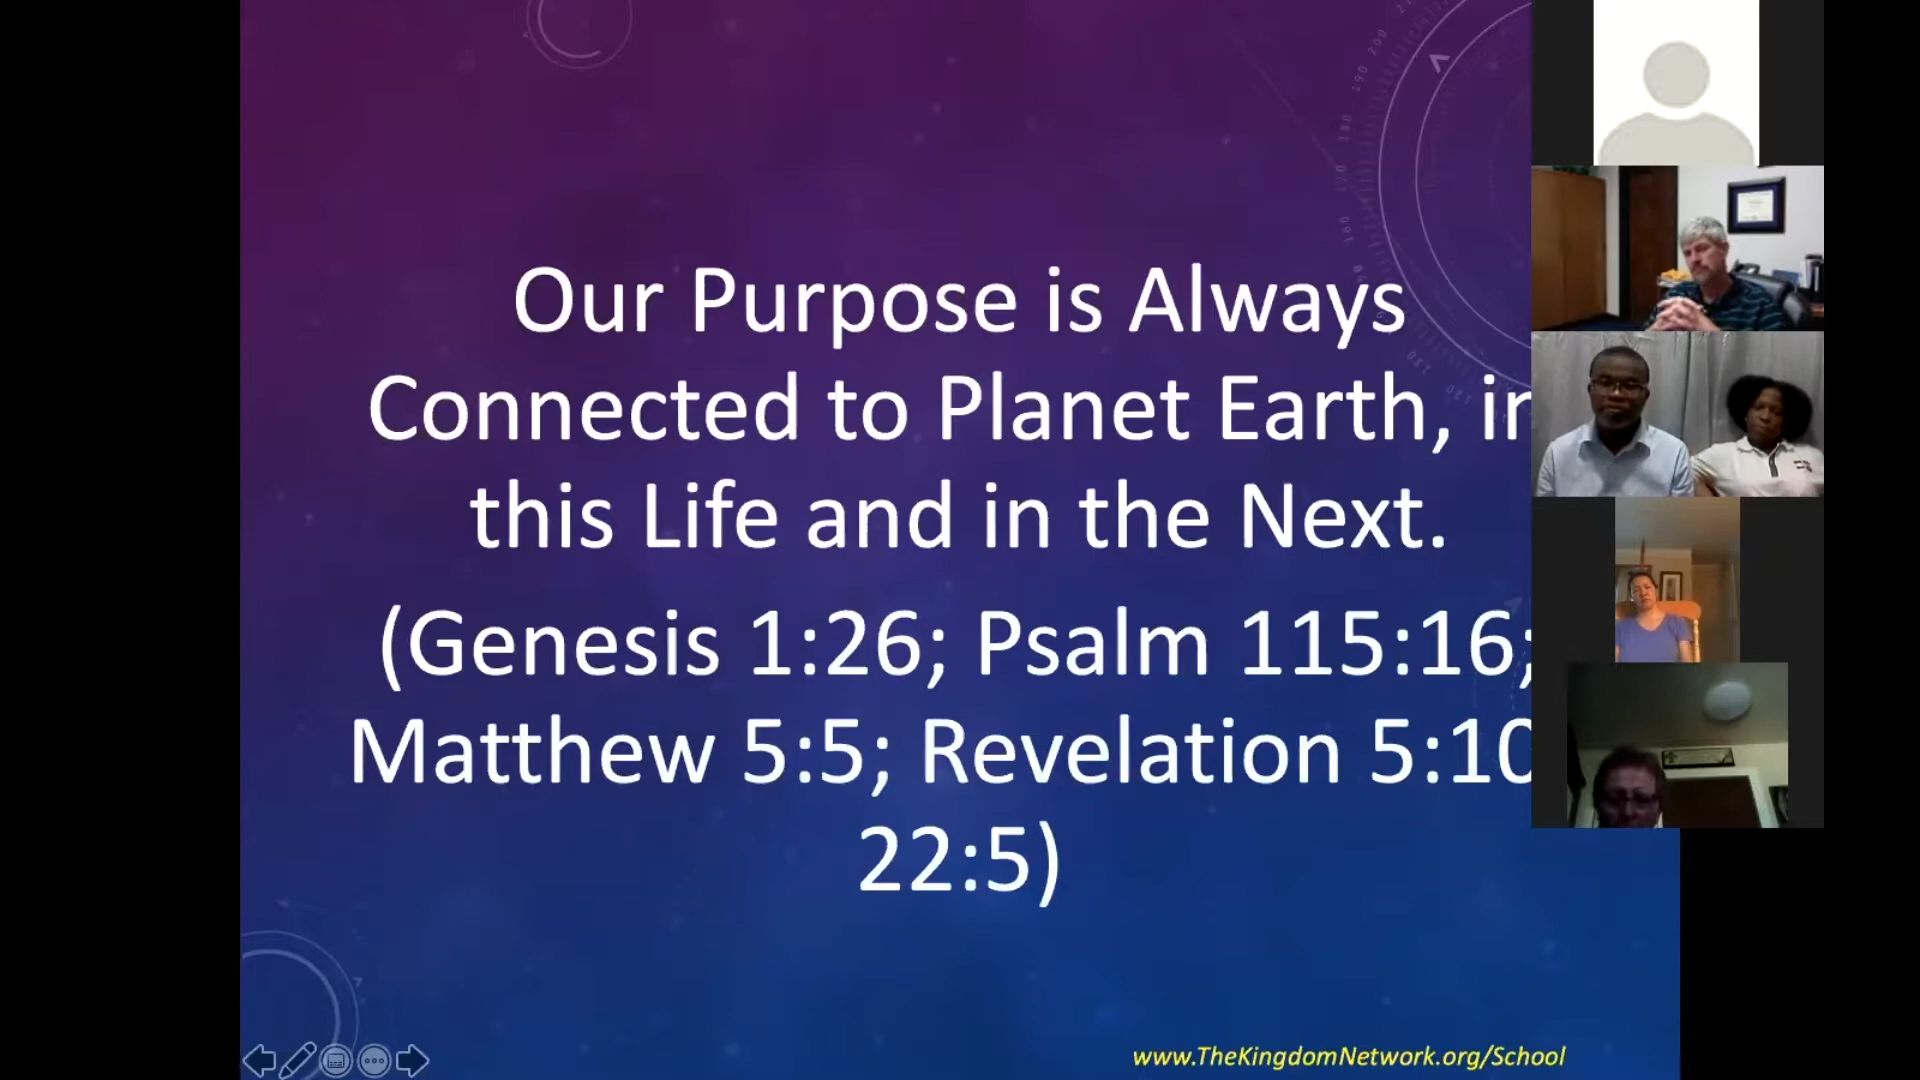 Our Purpose is Always
Connected to Planet Earth, in
this Life and in the Next.
(Genesis 1:26; Psalm 115:16;
Matthew 5:5; Revelation 5:10
22:5)
www.TheKingdomNetwork.org/School